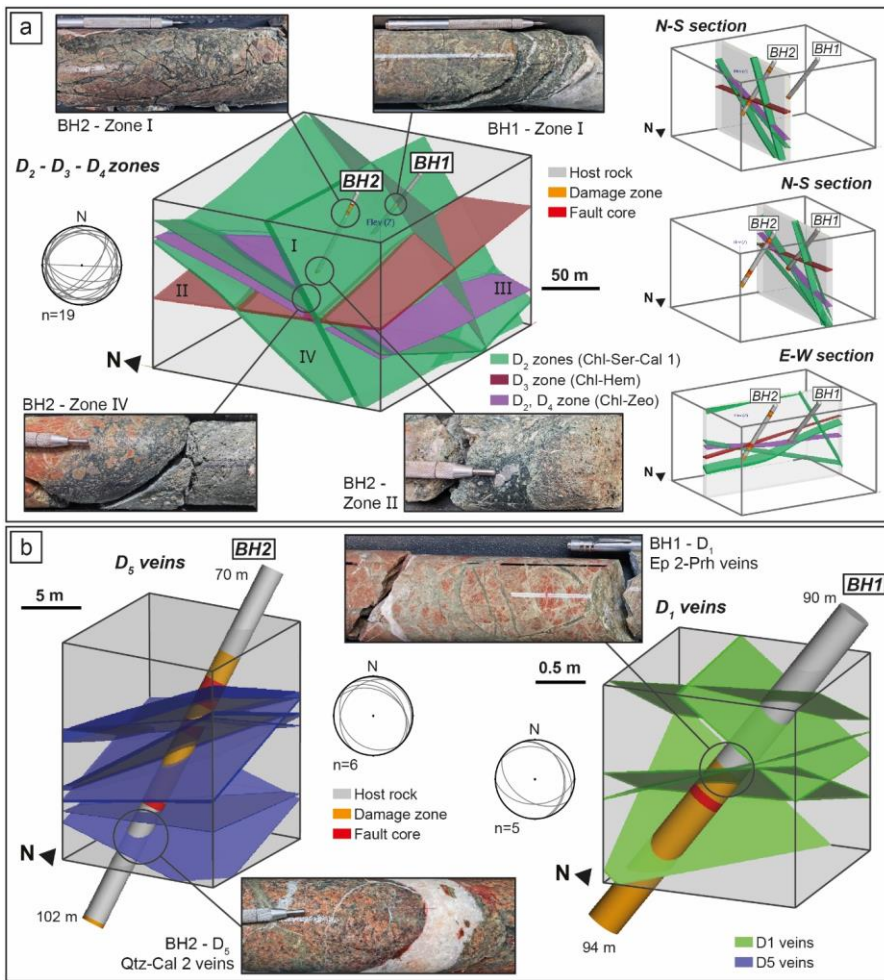 a
BH2 - Zone I
BH1 - Zone I
N-S section
BH2
BH1
N
D₂ - D₃ - D₄ zones
N
n=19
BH2
BH1
I
II
III
IV
N
Host rock
Damage zone
Fault core
50 m
D₂ zones (Chl-Ser-Cal 1)
D₃ zone (Chl-Hem)
D₂, D₄ zone (Chl-Zeo)
N-S section
BH2
BH1
N
E-W section
BH2
BH1
N
BH2 - Zone IV
BH2 -
Zone II
b
D₅ veins
BH2
70 m
5 m
N
102 m
BH2 - D₅
Qtz-Cal 2 veins
N
n=6
Host rock
Damage zone
Fault core
BH1 - D₁
Ep 2-Prh veins
0.5 m
N
n=5
D₁ veins
BH1
90 m
N
94 m
D1 veins
D5 veins